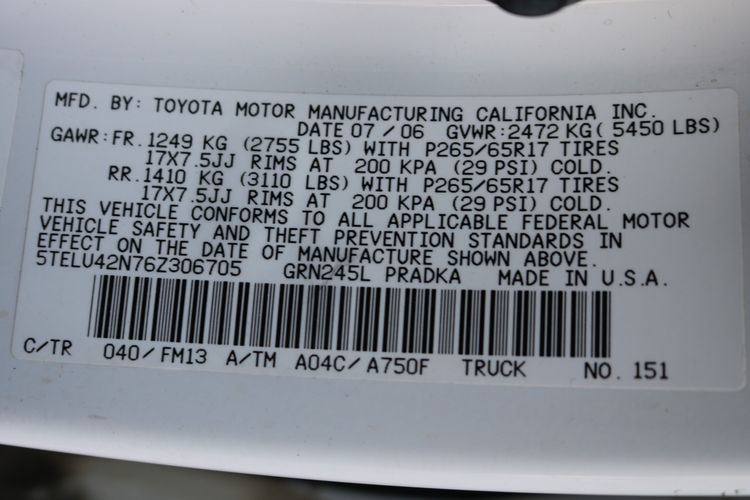 MFD. BY: TOYOTA MOTOR MANUFACTURING CALIFORNIA INC.
DATE 07 / 06 GVWR: 2472 KG ( 5450 LBS)
GAWR: FR. 1249 KG (2755 LBS) WITH P265/65R17 TIRES
17X7.5JJ RIMS AT 200 KPA (29 PSI) COLD.
RR. 1410 KG (3110 LBS) WITH P265/65R17 TIRES
17X7.5JJ RIMS AT 200 KPA (29 PSI) COLD.
THIS VEHICLE CONFORMS TO ALL APPLICABLE FEDERAL MOTOR
VEHICLE SAFETY AND THEFT PREVENTION STANDARDS IN
EFFECT ON THE DATE OF MANUFACTURE SHOWN ABOVE.
5TELU42N76Z306705 GRN245L PRADKA MADE IN U.S.A.
C/TR 040/FM13 A/TM A04C/A750F TRUCK NO. 151